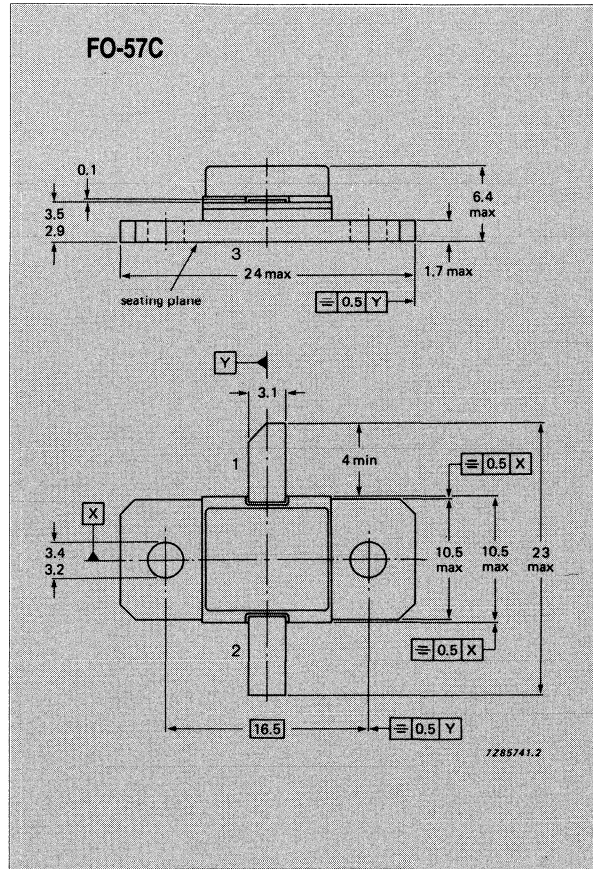 FO-57C
0.1
3.5
2.9
6.4
max
3
24 max
1.7 max
seating plane
⌯ 0.5 Y
Y
3.1
1
4 min
⌯ 0.5 X
X
3.4
3.2
10.5
max
10.5
max
23
max
2
⌯ 0.5 X
16.5
⌯ 0.5 Y
7Z85741.2